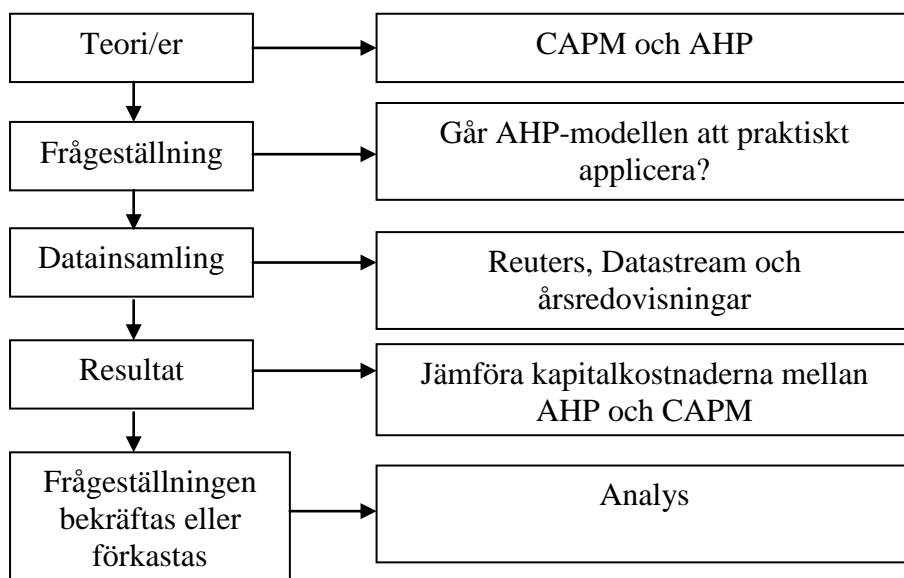 Teori/er
CAPM och AHP
Frågeställning
Går AHP-modellen att praktiskt
applicera?
Datainsamling
Reuters, Datastream och
årsredovisningar
Resultat
Jämföra kapitalkostnaderna mellan
AHP och CAPM
Frågeställningen
bekräftas eller
förkastas
Analys